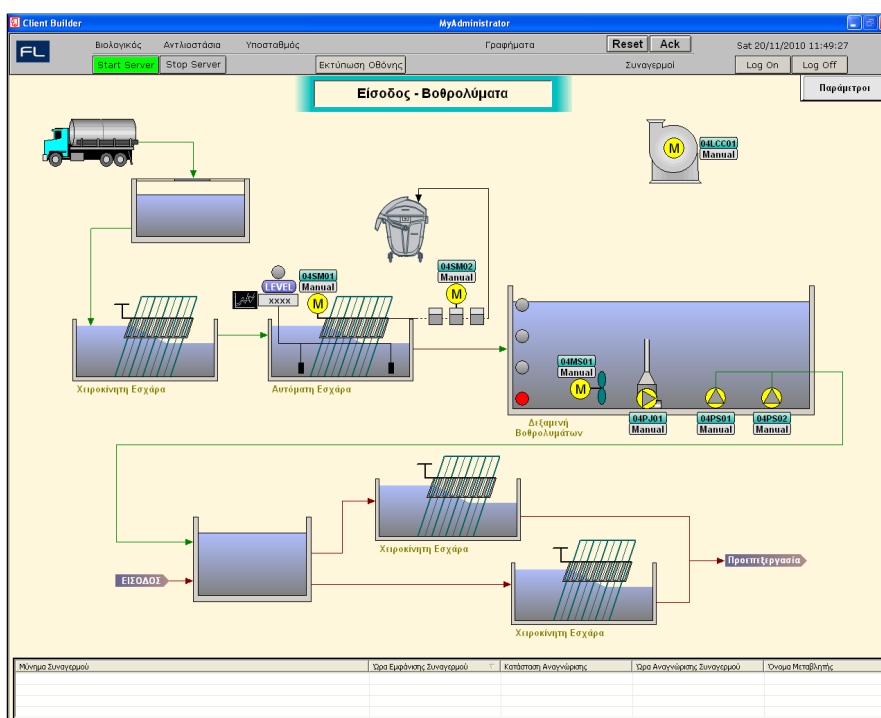 Client Builder
MyAdministrator
FL
Βιολογικός Αντλιοστάσια Υποσταθμός Γραφήματα Reset Ack Sat 20/11/2010 11:49:27
Start Server Stop Server Εκτύπωση Οθόνης Συναγερμοί Log On Log Off
Είσοδος - Βοθρολύματα
Παράμετροι
M
04LCC01
Manual
04SM01
Manual
M
LEVEL
xxxx
04SM02
Manual
M
Χειροκίνητη Εσχάρα
Αυτόματη Εσχάρα
04MS01
Manual
M
04PJ01
Manual
04PS01
Manual
04PS02
Manual
Δεξαμενή
Βοθρολυμάτων
Χειροκίνητη Εσχάρα
ΕΙΣΟΔΟΣ
Προεπεξεργασία
Χειροκίνητη Εσχάρα
Μύνημα Συναγερμού Ώρα Εμφάνισης Συναγερμού Κατάσταση Αναγνώρισης Ώρα Αναγνώρισης Συναγερμού Όνομα Μεταβλητής